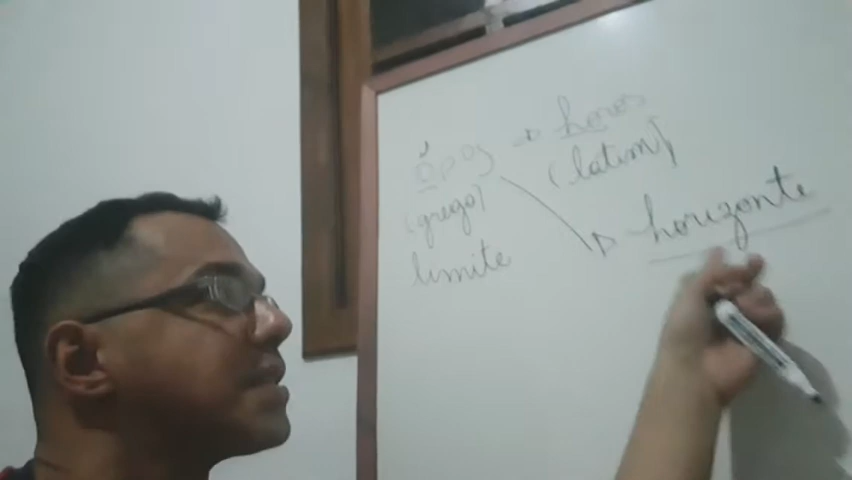 ὅρος → horos
(grego) (latim)
limite → horizonte